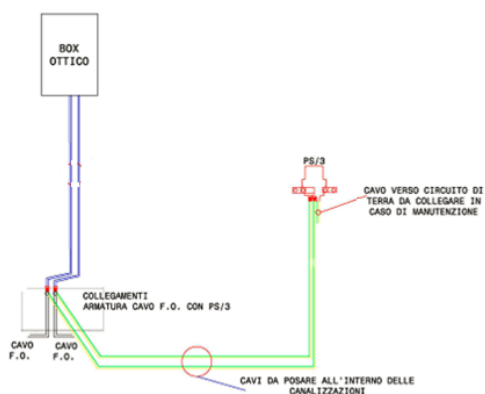 BOX
OTTICO
PS/3
CAVO VERSO CIRCUITO DI
TERRA DA COLLEGARE IN
CASO DI MANUTENZIONE
COLLEGAMENTI
ARMATURA CAVO F.O. CON PS/3
CAVO
F.O.
CAVO
F.O.
CAVI DA POSARE ALL'INTERNO DELLE
CANALIZZAZIONI